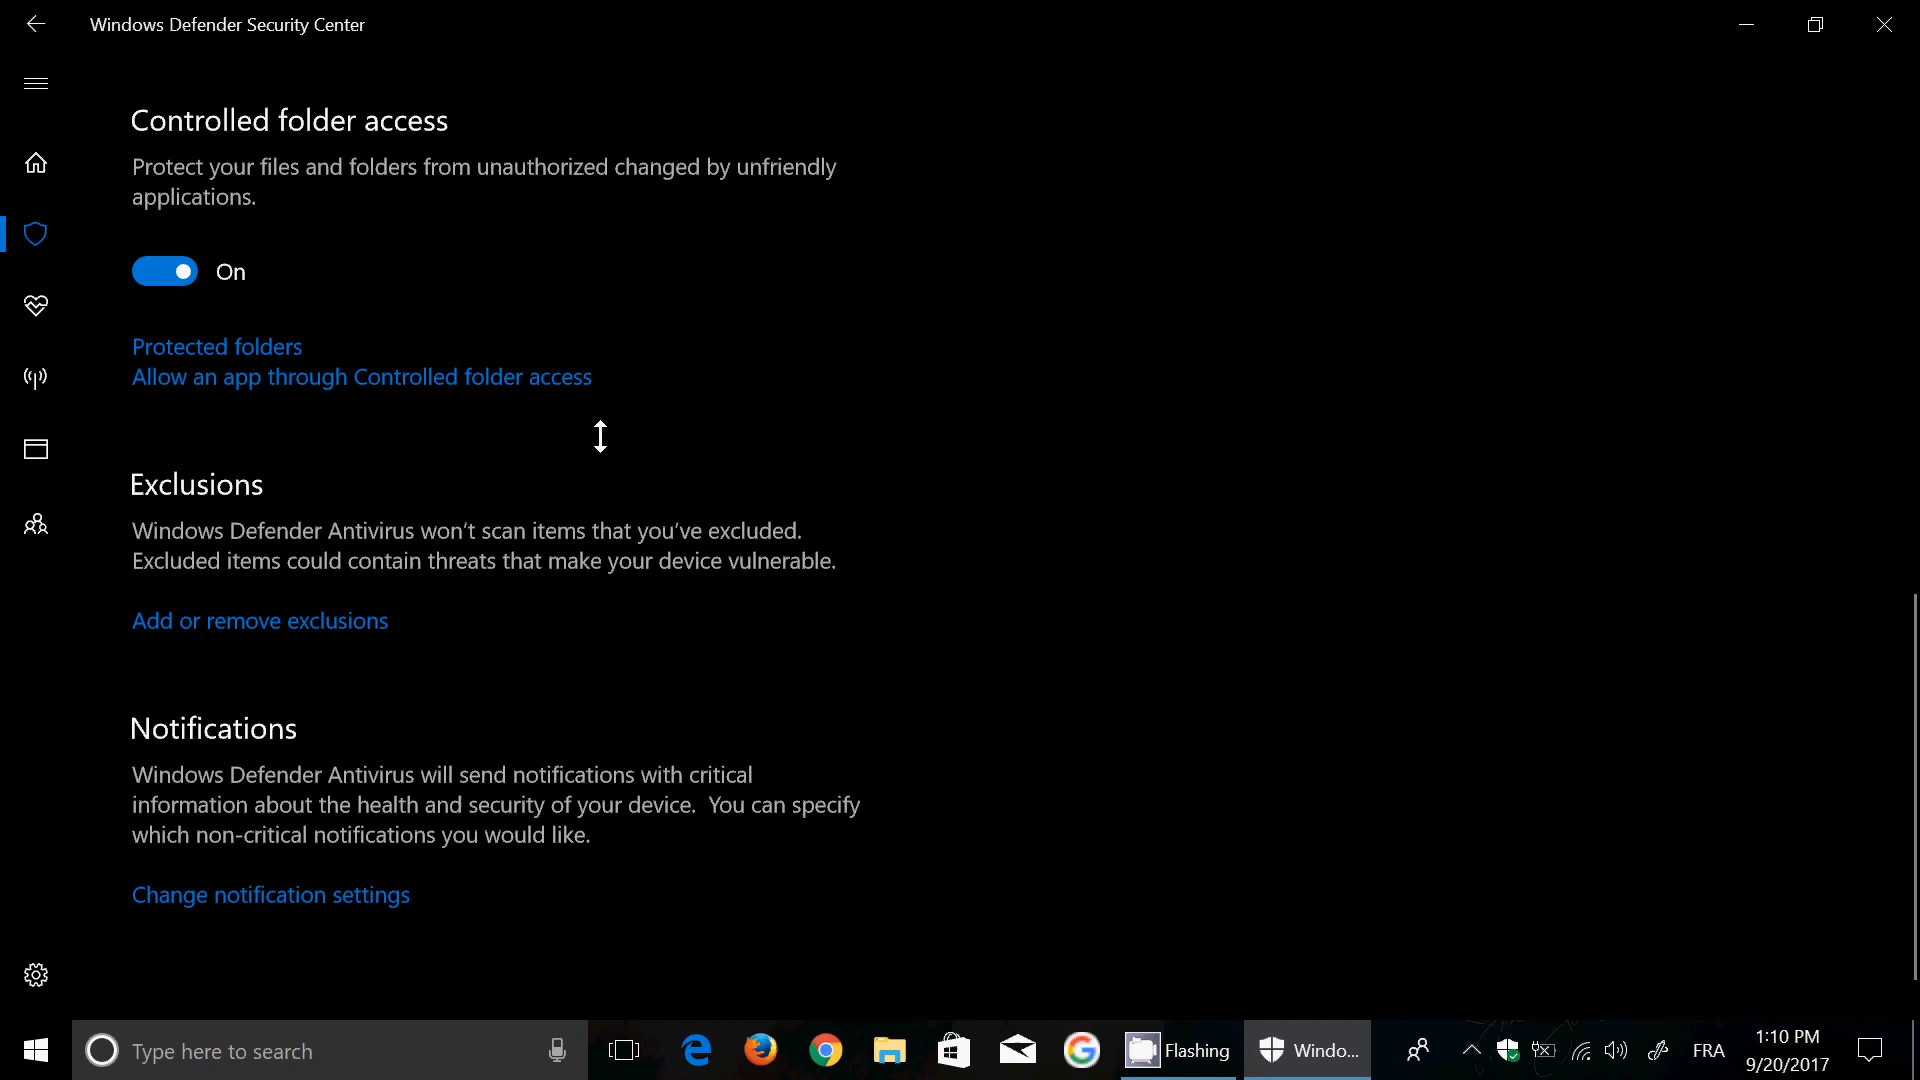 Windows Defender Security Center
Controlled folder access
Protect your files and folders from unauthorized changed by unfriendly
applications.
On
Protected folders
Allow an app through Controlled folder access
Exclusions
Windows Defender Antivirus won't scan items that you've excluded.
Excluded items could contain threats that make your device vulnerable.
Add or remove exclusions
Notifications
Windows Defender Antivirus will send notifications with critical
information about the health and security of your device.  You can specify
which non-critical notifications you would like.
Change notification settings
Type here to search
Flashing
Windo...
FRA
1:10 PM
9/20/2017